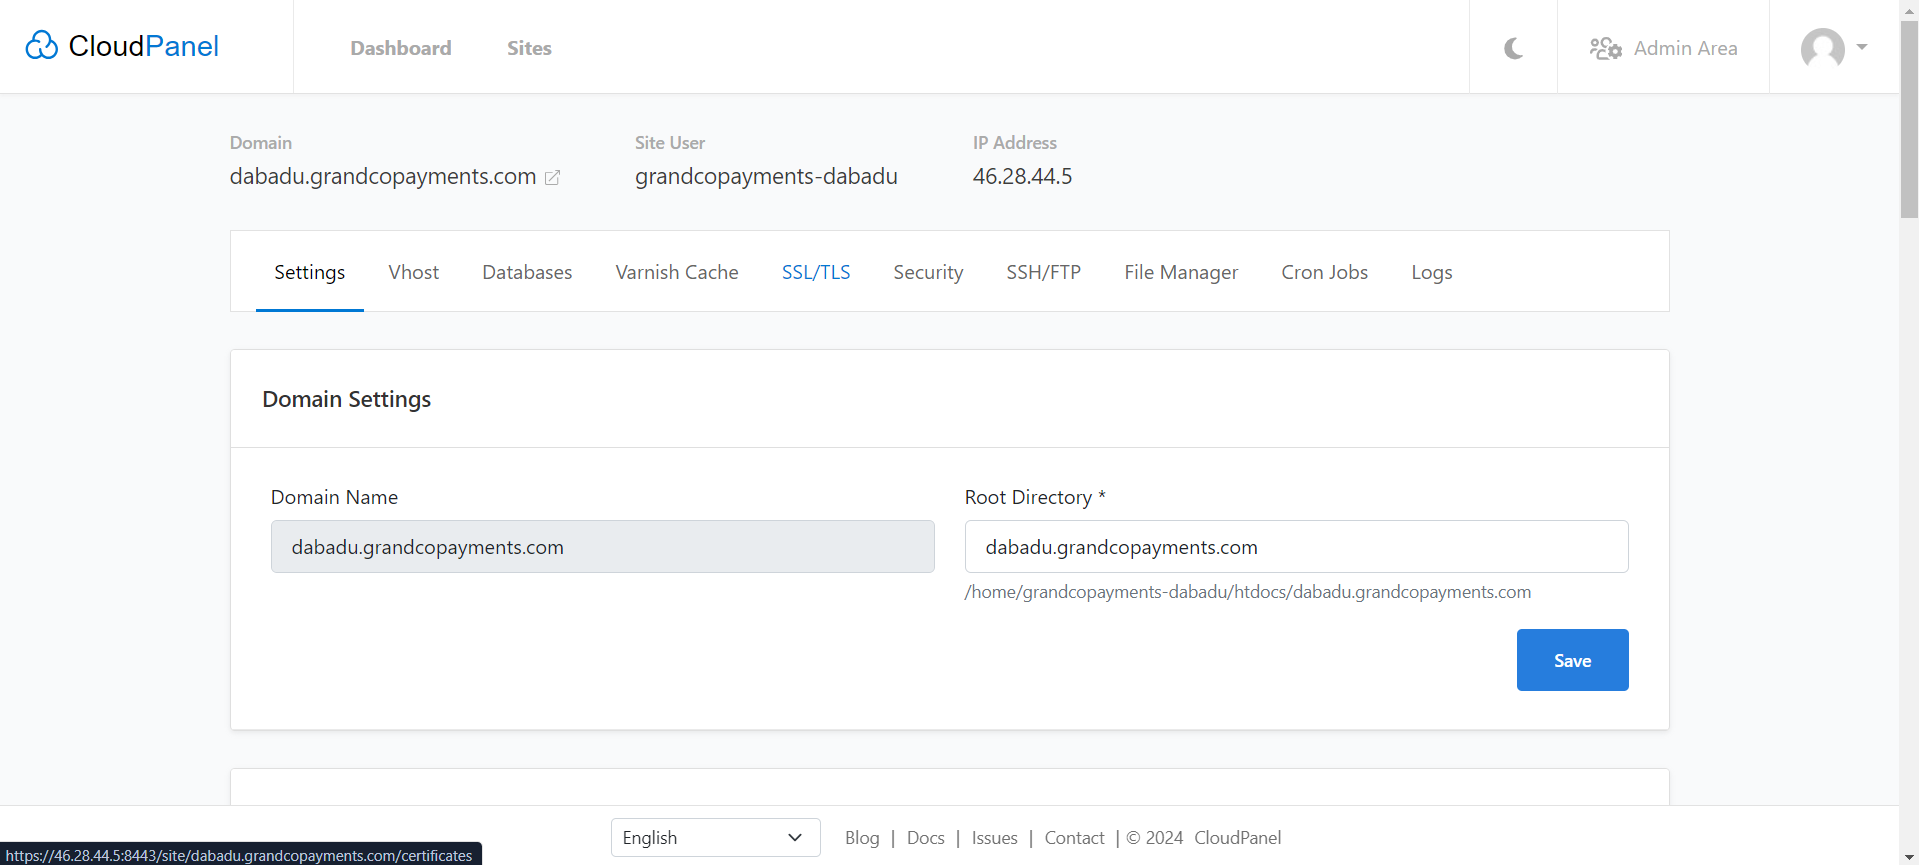 CloudPanel
Dashboard
Sites
Admin Area
Domain
dabadu.grandcopayments.com
Site User
grandcopayments-dabadu
IP Address
46.28.44.5
Settings
Vhost
Databases
Varnish Cache
SSL/TLS
Security
SSH/FTP
File Manager
Cron Jobs
Logs
Domain Settings
Domain Name
dabadu.grandcopayments.com
Root Directory *
dabadu.grandcopayments.com
/home/grandcopayments-dabadu/htdocs/dabadu.grandcopayments.com
Save
English
Blog | Docs | Issues | Contact | © 2024 CloudPanel
https://46.28.44.5:8443/site/dabadu.grandcopayments.com/certificates